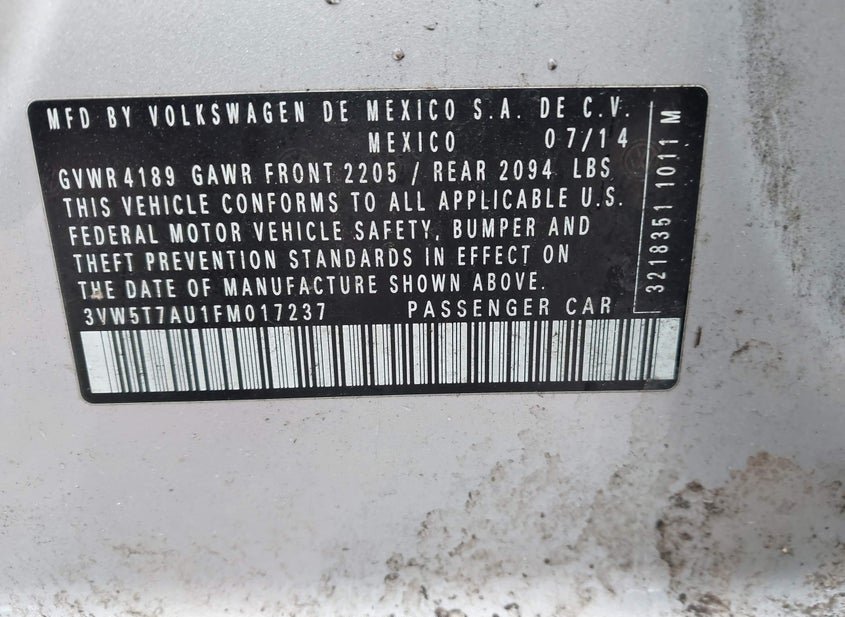 MFD BY VOLKSWAGEN DE MEXICO S.A. DE C.V.
MEXICO 07/14
GVWR 4189 GAWR FRONT 2205 / REAR 2094 LBS
THIS VEHICLE CONFORMS TO ALL APPLICABLE U.S.
FEDERAL MOTOR VEHICLE SAFETY, BUMPER AND
THEFT PREVENTION STANDARDS IN EFFECT ON
THE DATE OF MANUFACTURE SHOWN ABOVE.
3VW5T7AU1FM017237 PASSENGER CAR
3218351 1011 M